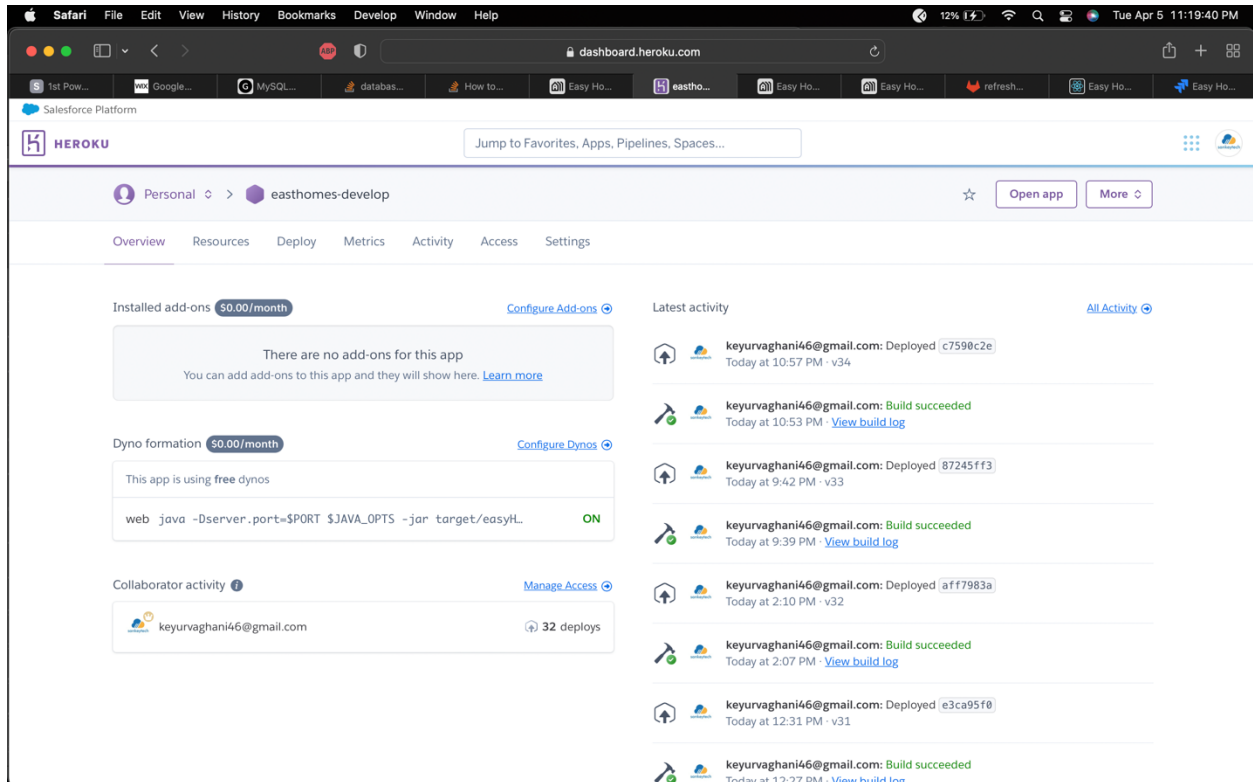 Safari File Edit View History Bookmarks Develop Window Help 12% Tue Apr 5 11:19:40 PM
ABP dashboard.heroku.com
S 1st Pow... WIX Google... G MySQL... databas... How to... Easy Ho... eastho... Easy Ho... Easy Ho... refresh... Easy Ho... Easy Ho...
Salesforce Platform
HEROKU Jump to Favorites, Apps, Pipelines, Spaces...
Personal > easthomes-develop Open app More
Overview Resources Deploy Metrics Activity Access Settings
Installed add-ons $0.00/month Configure Add-ons
There are no add-ons for this app
You can add add-ons to this app and they will show here. Learn more
Dyno formation $0.00/month Configure Dynos
This app is using free dynos
web java -Dserver.port=$PORT $JAVA_OPTS -jar target/easyH… ON
Collaborator activity Manage Access
keyurvaghani46@gmail.com 32 deploys
Latest activity All Activity
keyurvaghani46@gmail.com: Deployed c7590c2e
Today at 10:57 PM · v34
keyurvaghani46@gmail.com: Build succeeded
Today at 10:53 PM · View build log
keyurvaghani46@gmail.com: Deployed 87245ff3
Today at 9:42 PM · v33
keyurvaghani46@gmail.com: Build succeeded
Today at 9:39 PM · View build log
keyurvaghani46@gmail.com: Deployed aff7983a
Today at 2:10 PM · v32
keyurvaghani46@gmail.com: Build succeeded
Today at 2:07 PM · View build log
keyurvaghani46@gmail.com: Deployed e3ca95f0
Today at 12:31 PM · v31
keyurvaghani46@gmail.com: Build succeeded
Today at 12:27 PM · View build log